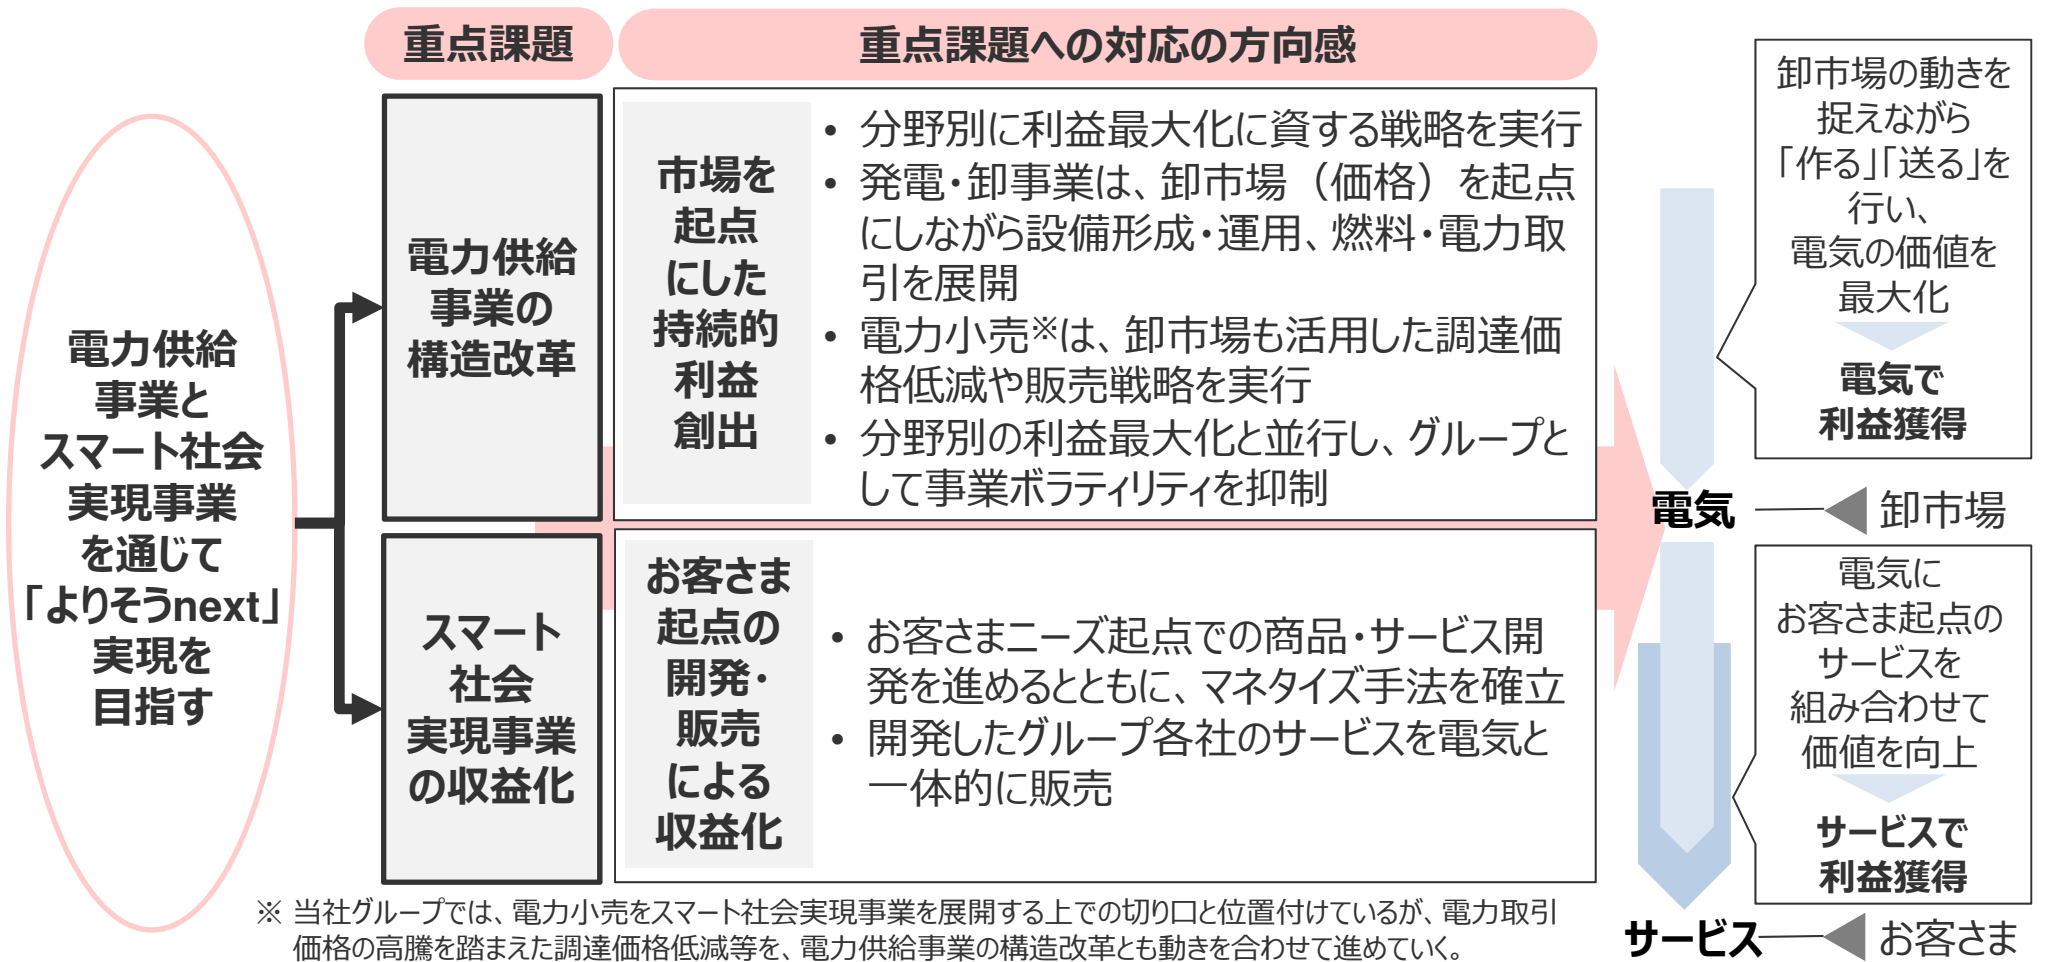 重点課題
重点課題への対応の方向感
電力供給
事業と
スマート社会
実現事業
を通じて
「よりそうnext」
実現を
目指す
電力供給
事業の
構造改革
市場を
起点
にした
持続的
利益
創出
• 分野別に利益最大化に資する戦略を実行
• 発電・卸事業は、卸市場（価格）を起点
にしながら設備形成・運用、燃料・電力取
引を展開
• 電力小売※は、卸市場も活用した調達価
格低減や販売戦略を実行
• 分野別の利益最大化と並行し、グループと
して事業ボラティリティを抑制
スマート
社会
実現事業
の収益化
お客さま
起点の
開発・
販売
による
収益化
• お客さまニーズ起点での商品・サービス開
発を進めるとともに、マネタイズ手法を確立
• 開発したグループ各社のサービスを電気と
一体的に販売
卸市場の動きを
捉えながら
「作る」「送る」を
行い、
電気の価値を
最大化
電気で
利益獲得
電気
卸市場
電気に
お客さま起点の
サービスを
組み合わせて
価値を向上
サービスで
利益獲得
サービス
お客さま
※ 当社グループでは、電力小売をスマート社会実現事業を展開する上での切り口と位置付けているが、電力取引
価格の高騰を踏まえた調達価格低減等を、電力供給事業の構造改革とも動きを合わせて進めていく。